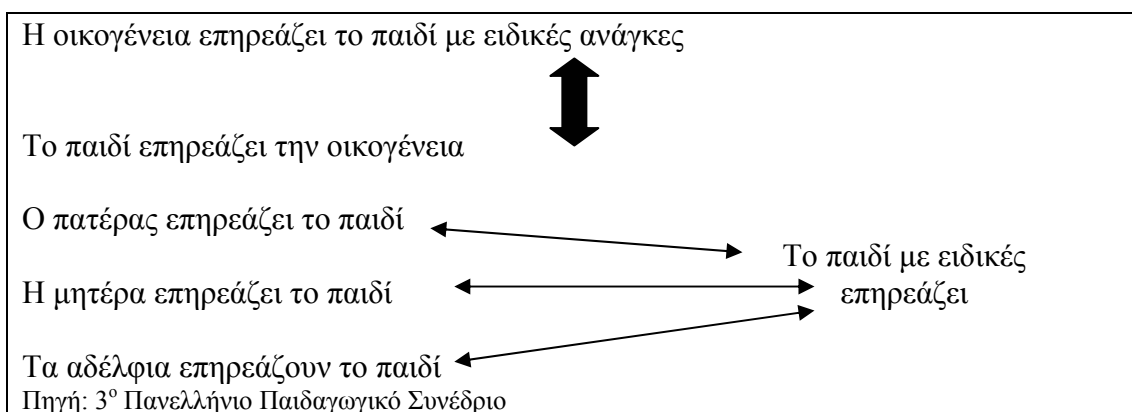 Η οικογένεια επηρεάζει το παιδί με ειδικές ανάγκες
Το παιδί επηρεάζει την οικογένεια
Ο πατέρας επηρεάζει το παιδί
Το παιδί με ειδικές
Η μητέρα επηρεάζει το παιδί
επηρεάζει
Τα αδέλφια επηρεάζουν το παιδί
Πηγή: 3ο Πανελλήνιο Παιδαγωγικό Συνέδριο